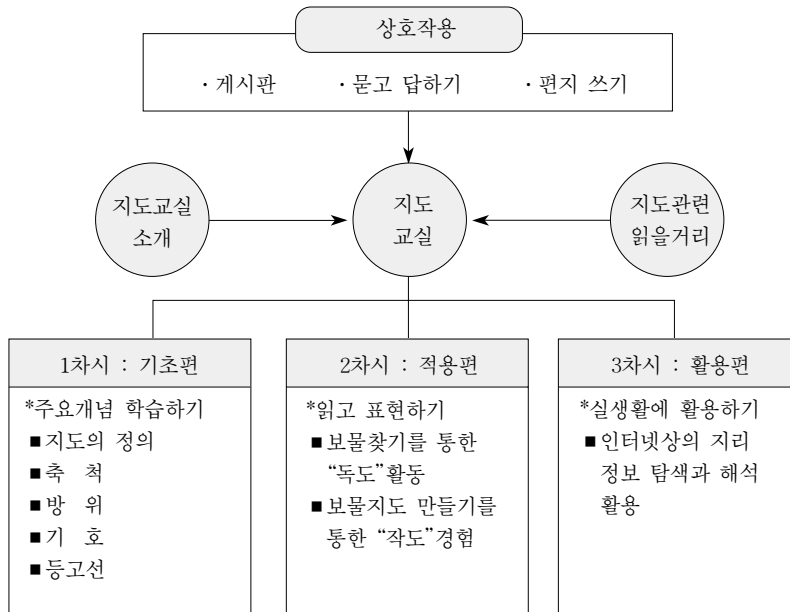 상호작용
· 게시판 · 묻고 답하기 · 편지 쓰기
지도교실
소개
지도
교실
지도관련
읽을거리
1차시 : 기초편
*주요개념 학습하기
■지도의 정의
■축 척
■방 위
■기 호
■등고선
2차시 : 적용편
*읽고 표현하기
■보물찾기를 통한
“독도”활동
■보물지도 만들기를
통한 “작도”경험
3차시 : 활용편
*실생활에 활용하기
■인터넷상의 지리
정보 탐색과 해석
활용